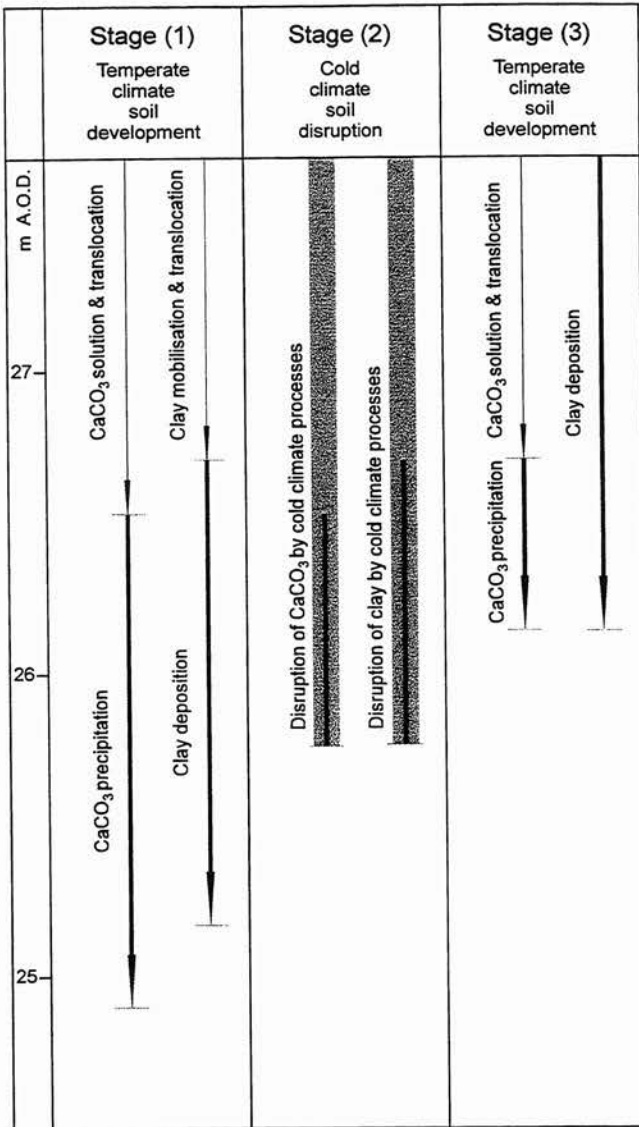 Stage (1)
Temperate
climate
soil
development
Stage (2)
Cold
climate
soil
disruption
Stage (3)
Temperate
climate
soil
development
m A.O.D.
27
26
25
CaCO₃ solution & translocation
CaCO₃ precipitation
Clay mobilisation & translocation
Clay deposition
Disruption of CaCO₃ by cold climate processes
Disruption of clay by cold climate processes
CaCO₃ solution & translocation
CaCO₃ precipitation
Clay deposition